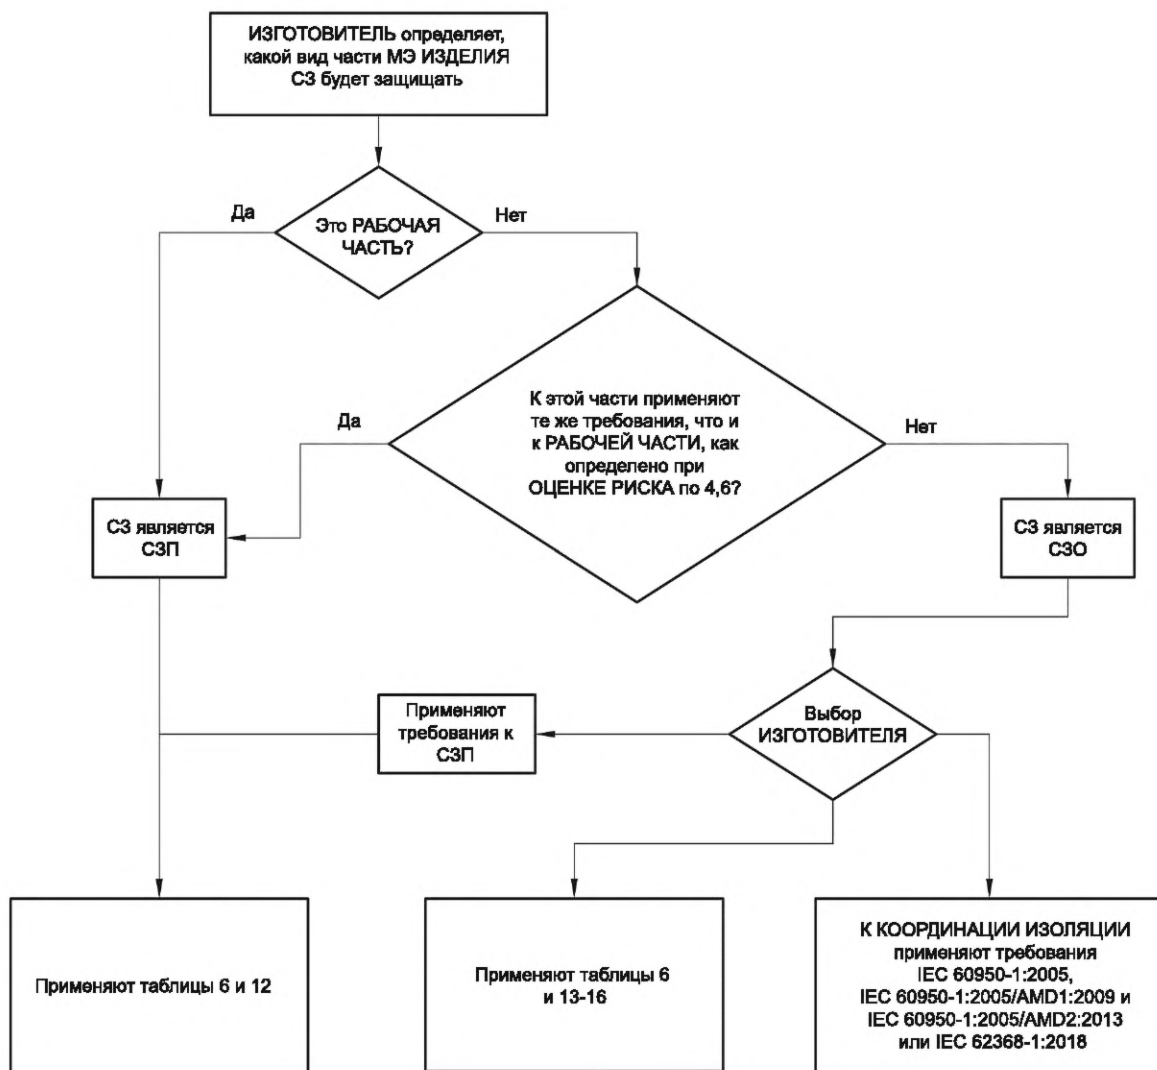 ИЗГОТОВИТЕЛЬ определяет,
какой вид части МЭ ИЗДЕЛИЯ
СЗ будет защищать
Да
Это РАБОЧАЯ
ЧАСТЬ?
Нет
Да
К этой части применяют
те же требования, что и
к РАБОЧЕЙ ЧАСТИ, как
определено при
ОЦЕНКЕ РИСКА по 4,6?
Нет
СЗ является
СЗП
СЗ является
СЗО
Применяют
требования к
СЗП
Выбор
ИЗГОТОВИТЕЛЯ
Применяют таблицы 6 и 12
Применяют таблицы 6
и 13-16
К КООРДИНАЦИИ ИЗОЛЯЦИИ
применяют требования
IEC 60950-1:2005,
IEC 60950-1:2005/AMD1:2009 и
IEC 60950-1:2005/AMD2:2013
или IEC 62368-1:2018